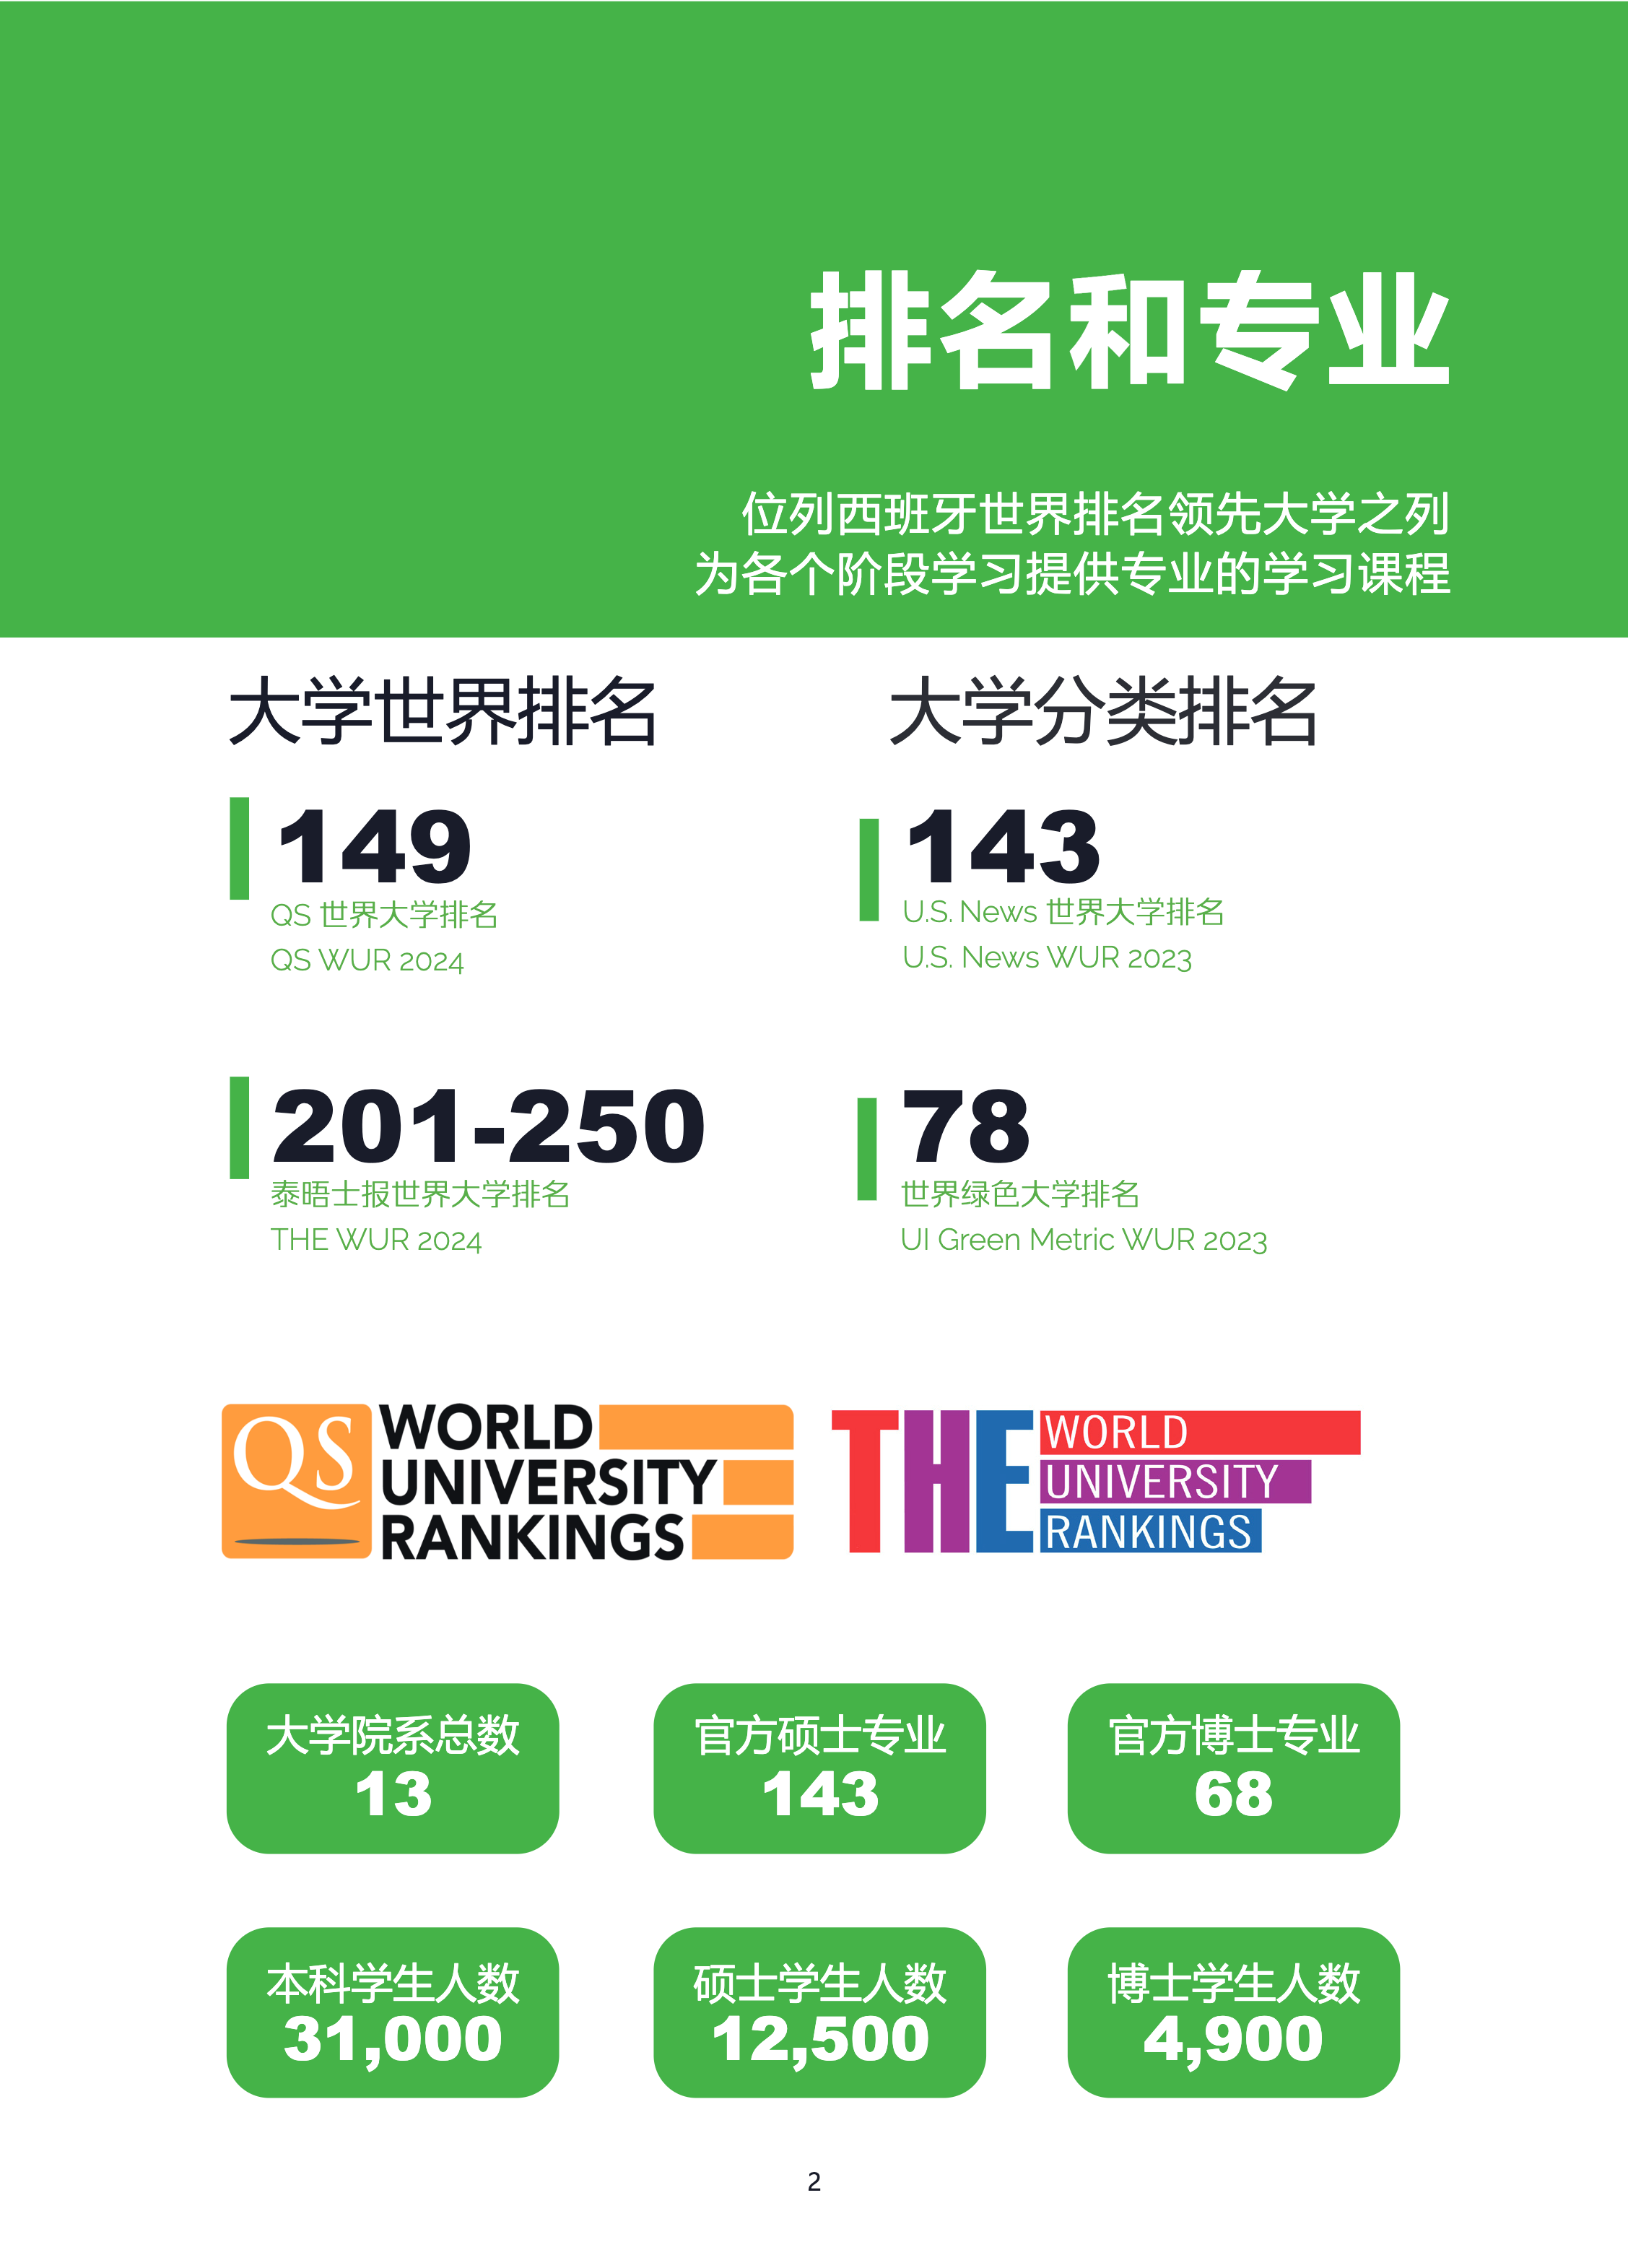 排名和专业
位列西班牙世界排名领先大学之列
为各个阶段学习提供专业的学习课程
大学世界排名
149
QS 世界大学排名
QS WUR 2024
201-250
泰晤士报世界大学排名
THE WUR 2024
大学分类排名
143
U.S. News 世界大学排名
U.S. News WUR 2023
78
世界绿色大学排名
UI Green Metric WUR 2023
QS
WORLD
UNIVERSITY
RANKINGS
THE
WORLD
UNIVERSITY
RANKINGS
大学院系总数
13
官方硕士专业
143
官方博士专业
68
本科学生人数
31,000
硕士学生人数
12,500
博士学生人数
4,900
2